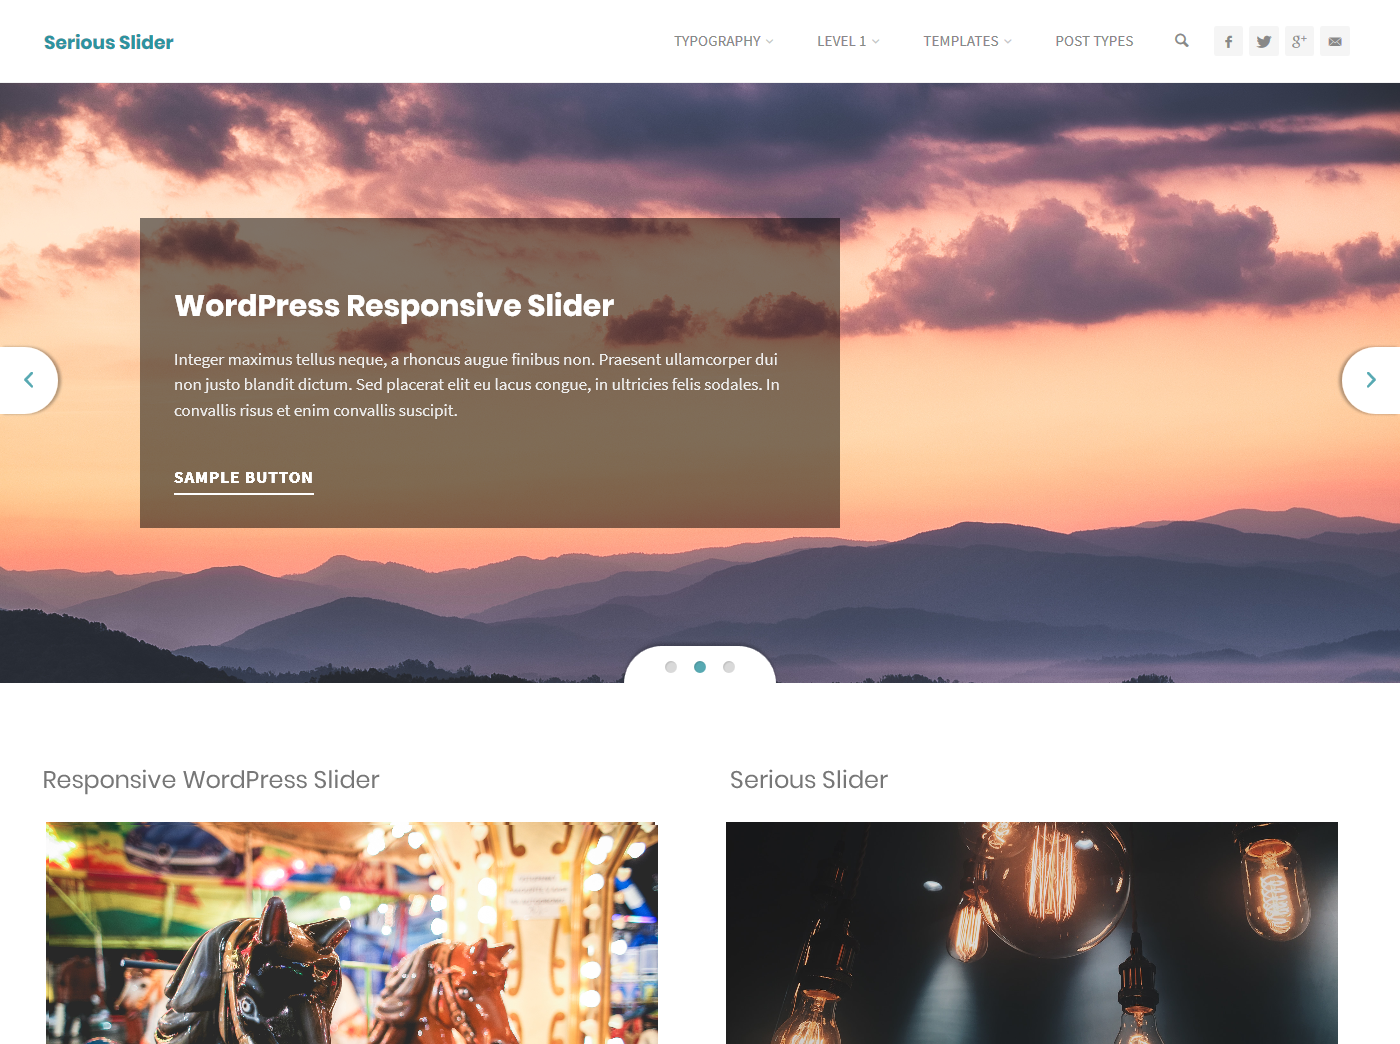 Serious Slider
TYPOGRAPHY
LEVEL 1
TEMPLATES
POST TYPES
WordPress Responsive Slider
Integer maximus tellus neque, a rhoncus augue finibus non. Praesent ullamcorper dui
non justo blandit dictum. Sed placerat elit eu lacus congue, in ultricies felis sodales. In
convallis risus et enim convallis suscipit.
SAMPLE BUTTON
Responsive WordPress Slider
Serious Slider